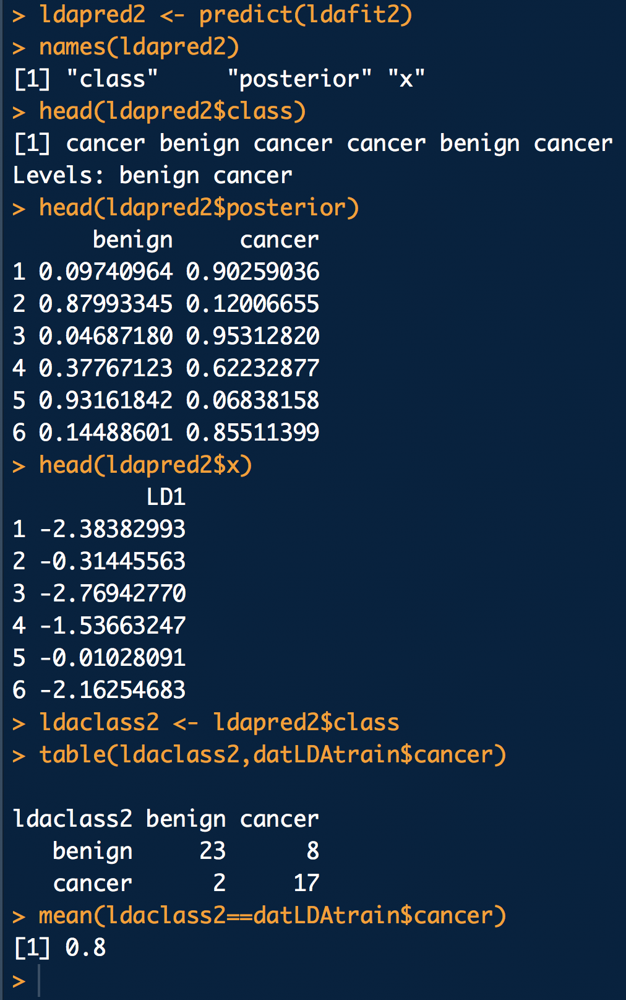 > ldapred2 <- predict(ldafit2)
> names(ldapred2)
[1] "class"     "posterior" "x"
> head(ldapred2$class)
[1] cancer benign cancer cancer benign cancer
Levels: benign cancer
> head(ldapred2$posterior)
      benign     cancer
1 0.09740964 0.90259036
2 0.87993345 0.12006655
3 0.04687180 0.95312820
4 0.37767123 0.62232877
5 0.93161842 0.06838158
6 0.14488601 0.85511399
> head(ldapred2$x)
          LD1
1 -2.38382993
2 -0.31445563
3 -2.76942770
4 -1.53663247
5 -0.01028091
6 -2.16254683
> ldaclass2 <- ldapred2$class
> table(ldaclass2,datLDAtrain$cancer)
ldaclass2 benign cancer
   benign     23      8
   cancer      2     17
> mean(ldaclass2==datLDAtrain$cancer)
[1] 0.8
>